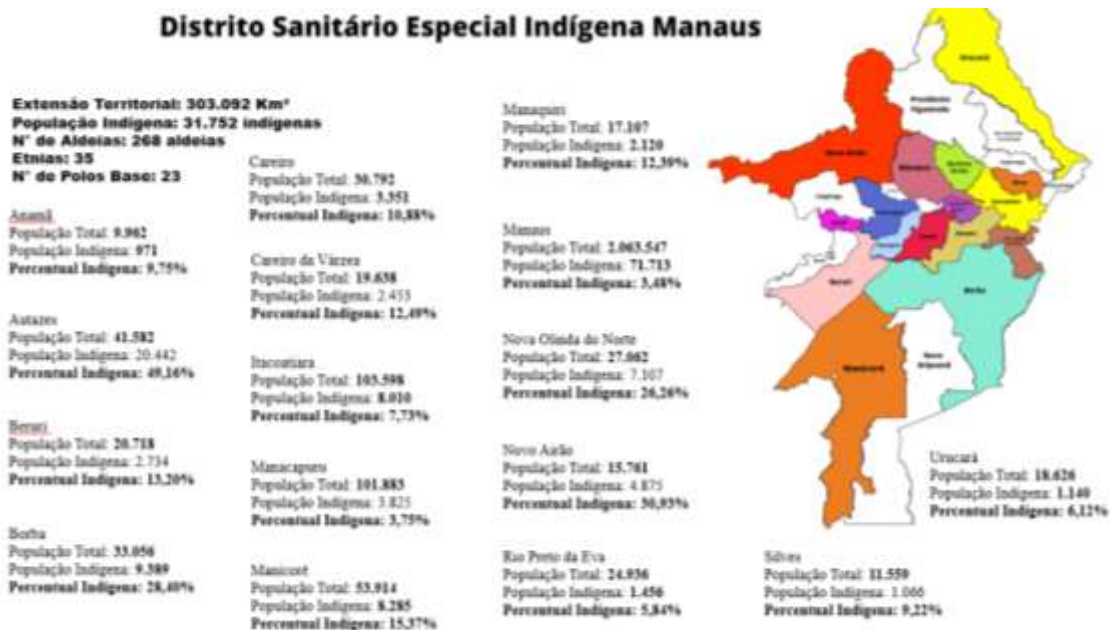 Distrito Sanitário Especial Indígena Manaus
Extensão Territorial: 303.092 Km²
População Indígena: 31.752 indígenas
N° de Aldeias: 268 aldeias
Etnias: 35
N° de Polos Base: 23
Anamã
População Total: 9.962
População Indígena: 971
Percentual Indígena: 9,75%
Autazes
População Total: 41.582
População Indígena: 20.442
Percentual Indígena: 49,16%
Beruri
População Total: 20.718
População Indígena: 2.734
Percentual Indígena: 13,20%
Borba
População Total: 33.056
População Indígena: 9.389
Percentual Indígena: 28,40%
Careiro
População Total: 30.792
População Indígena: 3.351
Percentual Indígena: 10,88%
Careiro da Várzea
População Total: 19.638
População Indígena: 2.453
Percentual Indígena: 12,49%
Itacoatiara
População Total: 103.598
População Indígena: 8.010
Percentual Indígena: 7,73%
Manacapuru
População Total: 101.883
População Indígena: 3.825
Percentual Indígena: 3,75%
Manicoré
População Total: 53.914
População Indígena: 8.285
Percentual Indígena: 15,37%
Manaquiri
População Total: 17.107
População Indígena: 2.120
Percentual Indígena: 12,39%
Manaus
População Total: 2.063.547
População Indígena: 71.713
Percentual Indígena: 3,48%
Nova Olinda do Norte
População Total: 27.062
População Indígena: 7.107
Percentual Indígena: 26,26%
Novo Airão
População Total: 15.761
População Indígena: 4.875
Percentual Indígena: 30,93%
Rio Preto da Eva
População Total: 24.936
População Indígena: 1.456
Percentual Indígena: 5,84%
Silves
População Total: 11.559
População Indígena: 1.066
Percentual Indígena: 9,22%
Urucará
População Total: 18.626
População Indígena: 1.140
Percentual Indígena: 6,12%
Urucará
Presidente
Figueiredo
Novo Airão
Manaus
Beruri
Borba
Manicoré
Novo
Aripuanã